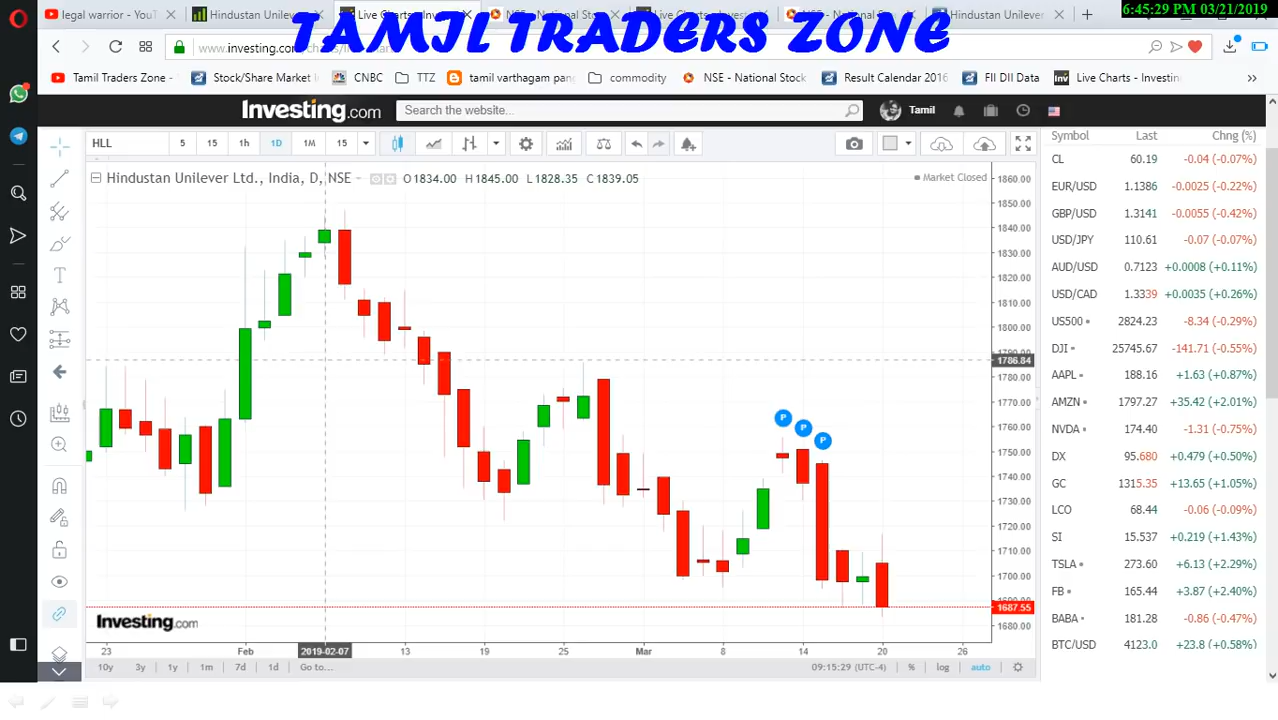 legal warrior - YouT
Hindustan Unilev
Live Charts
NSE - National S
Hindustan Unilever
6:45:29 PM 03/21/2019
TAMIL TRADERS ZONE
www.investing.com
Tamil Traders Zone -
Stock/Share Market I
CNBC
TTZ
tamil varthagam pan
commodity
NSE - National Stock
Result Calendar 2016
FII DII Data
Inv
Live Charts - Investin
»
Investing.com
Search the website...
Tamil
HLL
5
15
1h
1D
1M
15
Symbol Last Chng (%)
Hindustan Unilever Ltd., India, D, NSE
O1834.00 H1845.00 L1828.35 C1839.05
Market Closed
CL 60.19 -0.04 (-0.07%)
EUR/USD 1.1386 -0.0025 (-0.22%)
GBP/USD 1.3141 -0.0055 (-0.42%)
USD/JPY 110.61 -0.07 (-0.07%)
AUD/USD 0.7123 +0.0008 (+0.11%)
USD/CAD 1.3339 +0.0035 (+0.26%)
US500 2824.23 -8.34 (-0.29%)
DJI 25745.67 -141.71 (-0.55%)
AAPL 188.16 +1.63 (+0.87%)
AMZN 1797.27 +35.42 (+2.01%)
NVDA 174.40 -1.31 (-0.75%)
DX 95.680 +0.479 (+0.50%)
GC 1315.35 +13.65 (+1.05%)
LCO 68.44 -0.06 (-0.09%)
SI 15.537 +0.219 (+1.43%)
TSLA 273.60 +6.13 (+2.29%)
FB 165.44 +3.87 (+2.40%)
BABA 181.28 -0.86 (-0.47%)
BTC/USD 4123.0 +23.8 (+0.58%)
1860.00
1850.00
1840.00
1830.00
1820.00
1810.00
1800.00
1786.84
1780.00
1770.00
1760.00
1750.00
1740.00
1730.00
1720.00
1710.00
1700.00
1687.55
1680.00
P
P
P
T
Investing.com
23 Feb 2019-02-07 13 19 25 Mar 8 14 20 26
10y 3y 1y 1m 7d 1d Go to...
09:15:29 (UTC-4) % log auto